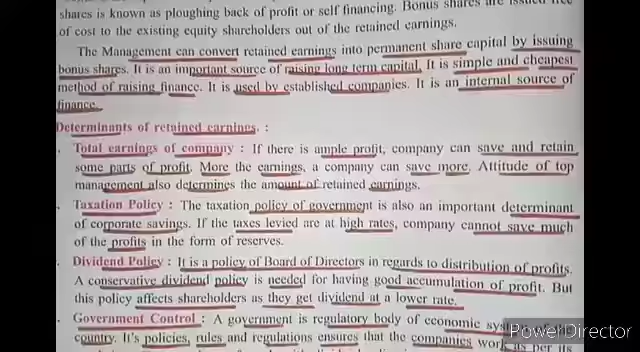 shares is known as ploughing back of profit or self financing. Bonus shares are issued free
of cost to the existing equity shareholders out of the retained earnings.
The Management can convert retained earnings into permanent share capital by issuing
bonus shares. It is an important source of raising long term capital. It is simple and cheapest
method of raising finance. It is used by established companies. It is an internal source of
finance.
Determinants of retained earnings. :
Total earnings of company : If there is ample profit, company can save and retain
some parts of profit. More the earnings, a company can save more. Attitude of top
management also determines the amount of retained earnings.
Taxation Policy : The taxation policy of government is also an important determinant
of corporate savings. If the taxes levied are at high rates, company cannot save much
of the profits in the form of reserves.
Dividend Policy : It is a policy of Board of Directors in regards to distribution of profits.
A conservative dividend policy is needed for having good accumulation of profit. But
this policy affects shareholders as they get dividend at a lower rate.
Government Control : A government is regulatory body of economic
country. It's policies, rules and regulations ensures that the companies work as per its
PowerDirector